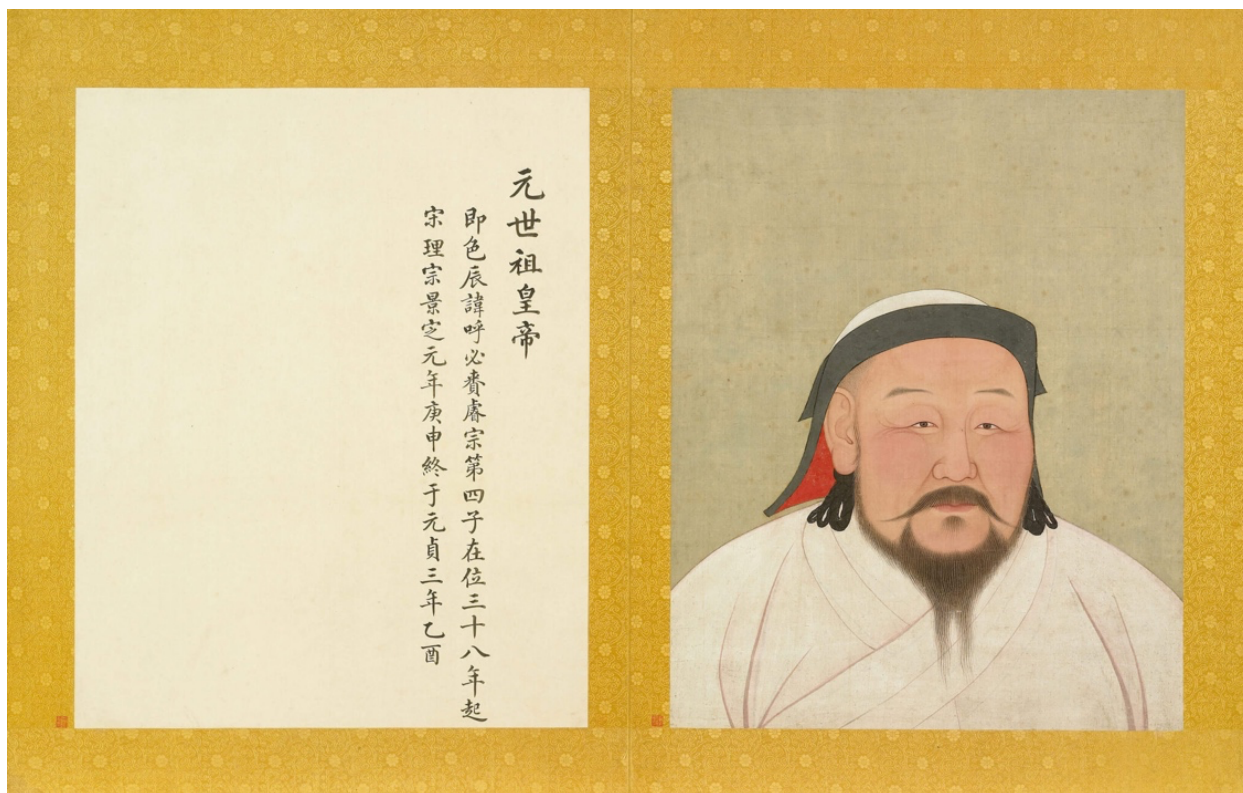 元世祖皇帝
即色辰諱呼必賚睿宗第四子在位三十八年起
宋理宗景定元年庚申終于元貞三年乙酉